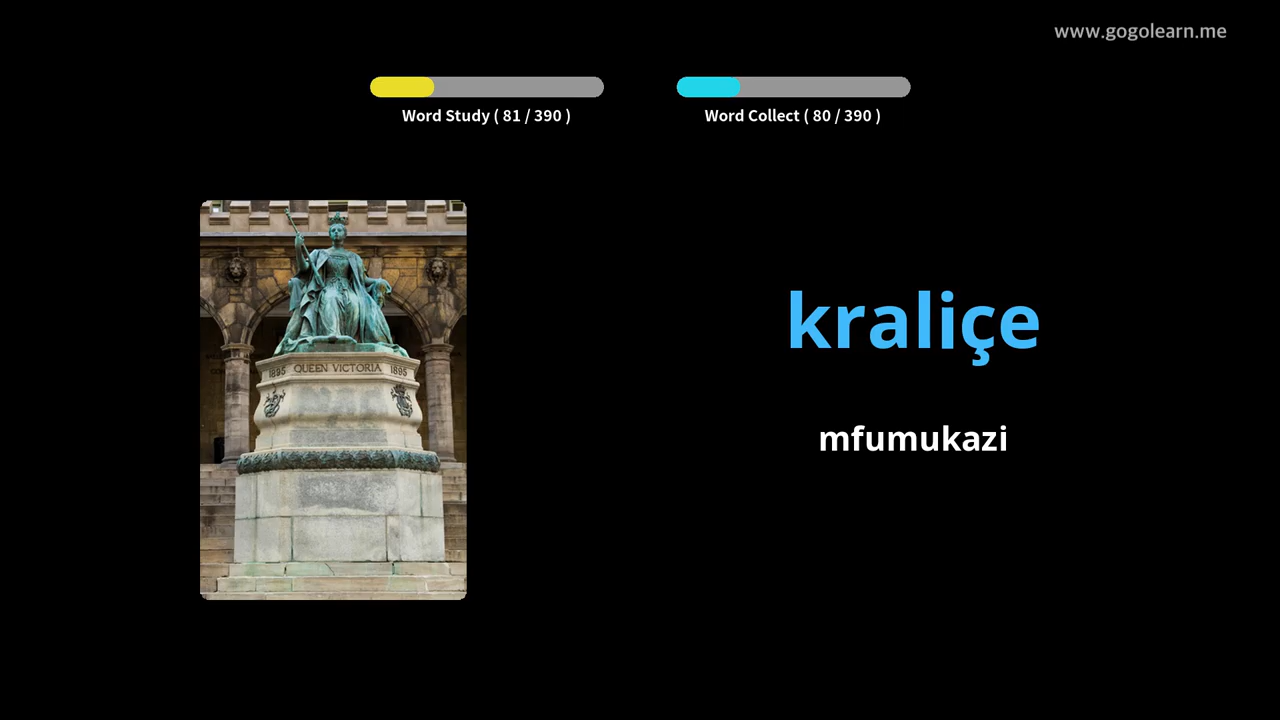 www.gogolearn.me
Word Study ( 81 / 390 )
Word Collect ( 80 / 390 )
1895 QUEEN VICTORIA 1895
kraliçe
mfumukazi